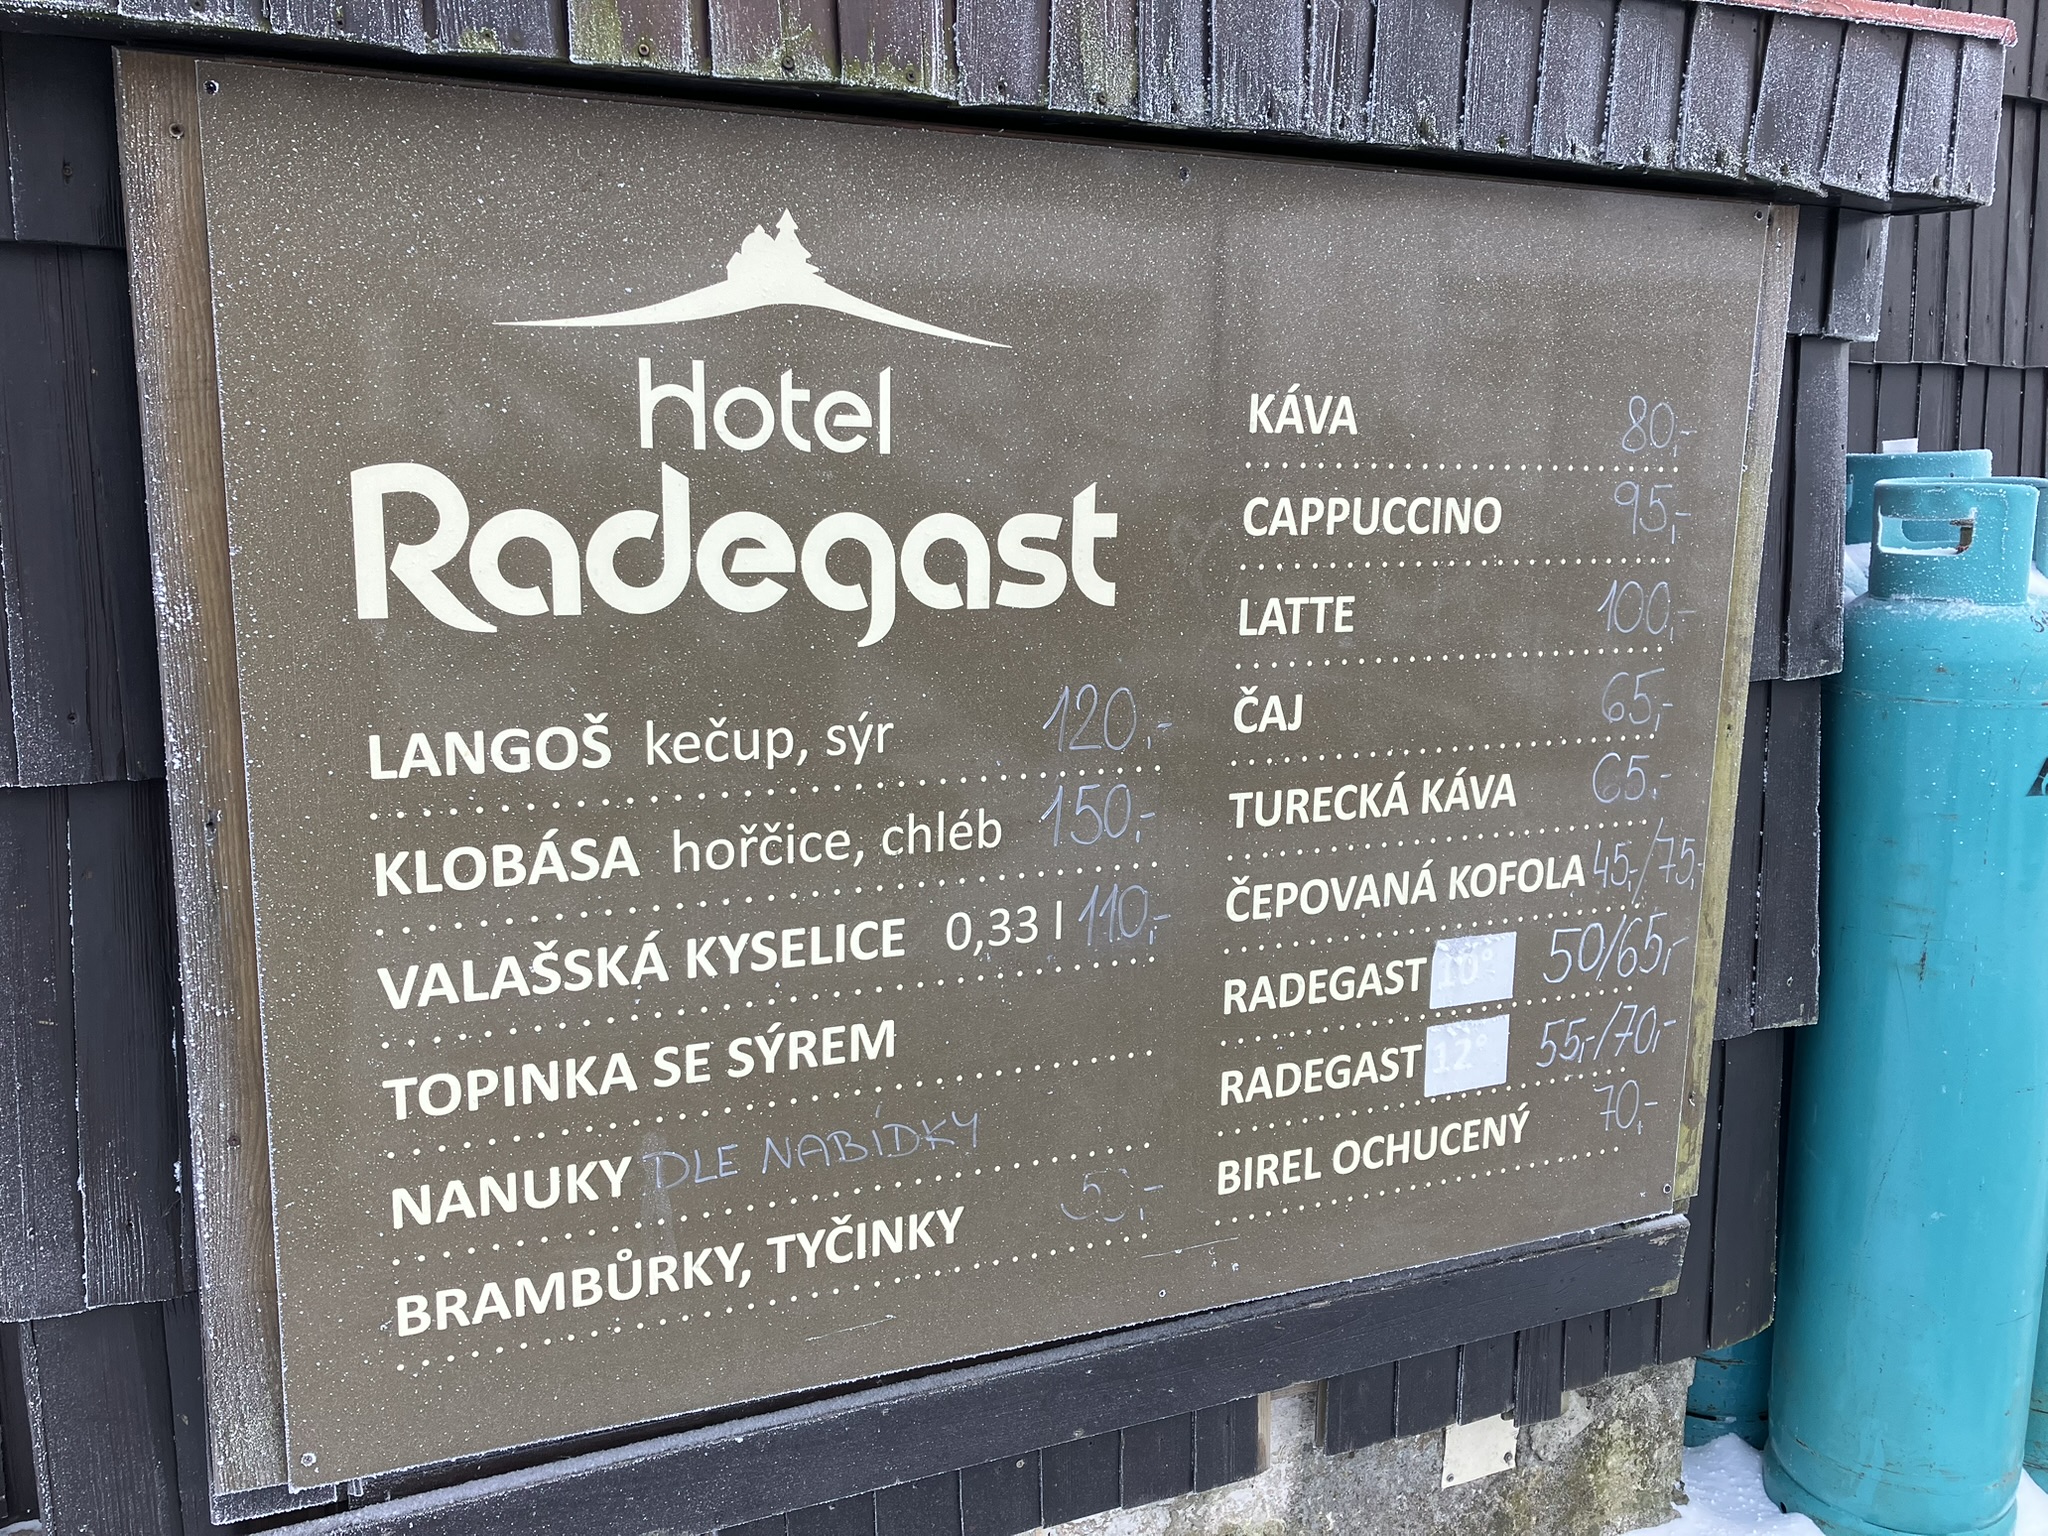 Hotel
Radegast
LANGOŠ kečup, sýr 120,-
KLOBÁSA hořčice, chléb 150,-
VALAŠSKÁ KYSELICE 0,33 l 110,-
TOPINKA SE SÝREM
NANUKY DLE NABÍDKY
BRAMBŮRKY, TYČINKY
KÁVA 80,-
CAPPUCCINO 95,-
LATTE 100,-
ČAJ 65,-
TURECKÁ KÁVA 65,-
ČEPOVANÁ KOFOLA 45,-/75,-
RADEGAST 10° 50/65,-
RADEGAST 12° 55,-/70,-
BIREL OCHUCENÝ 70,-